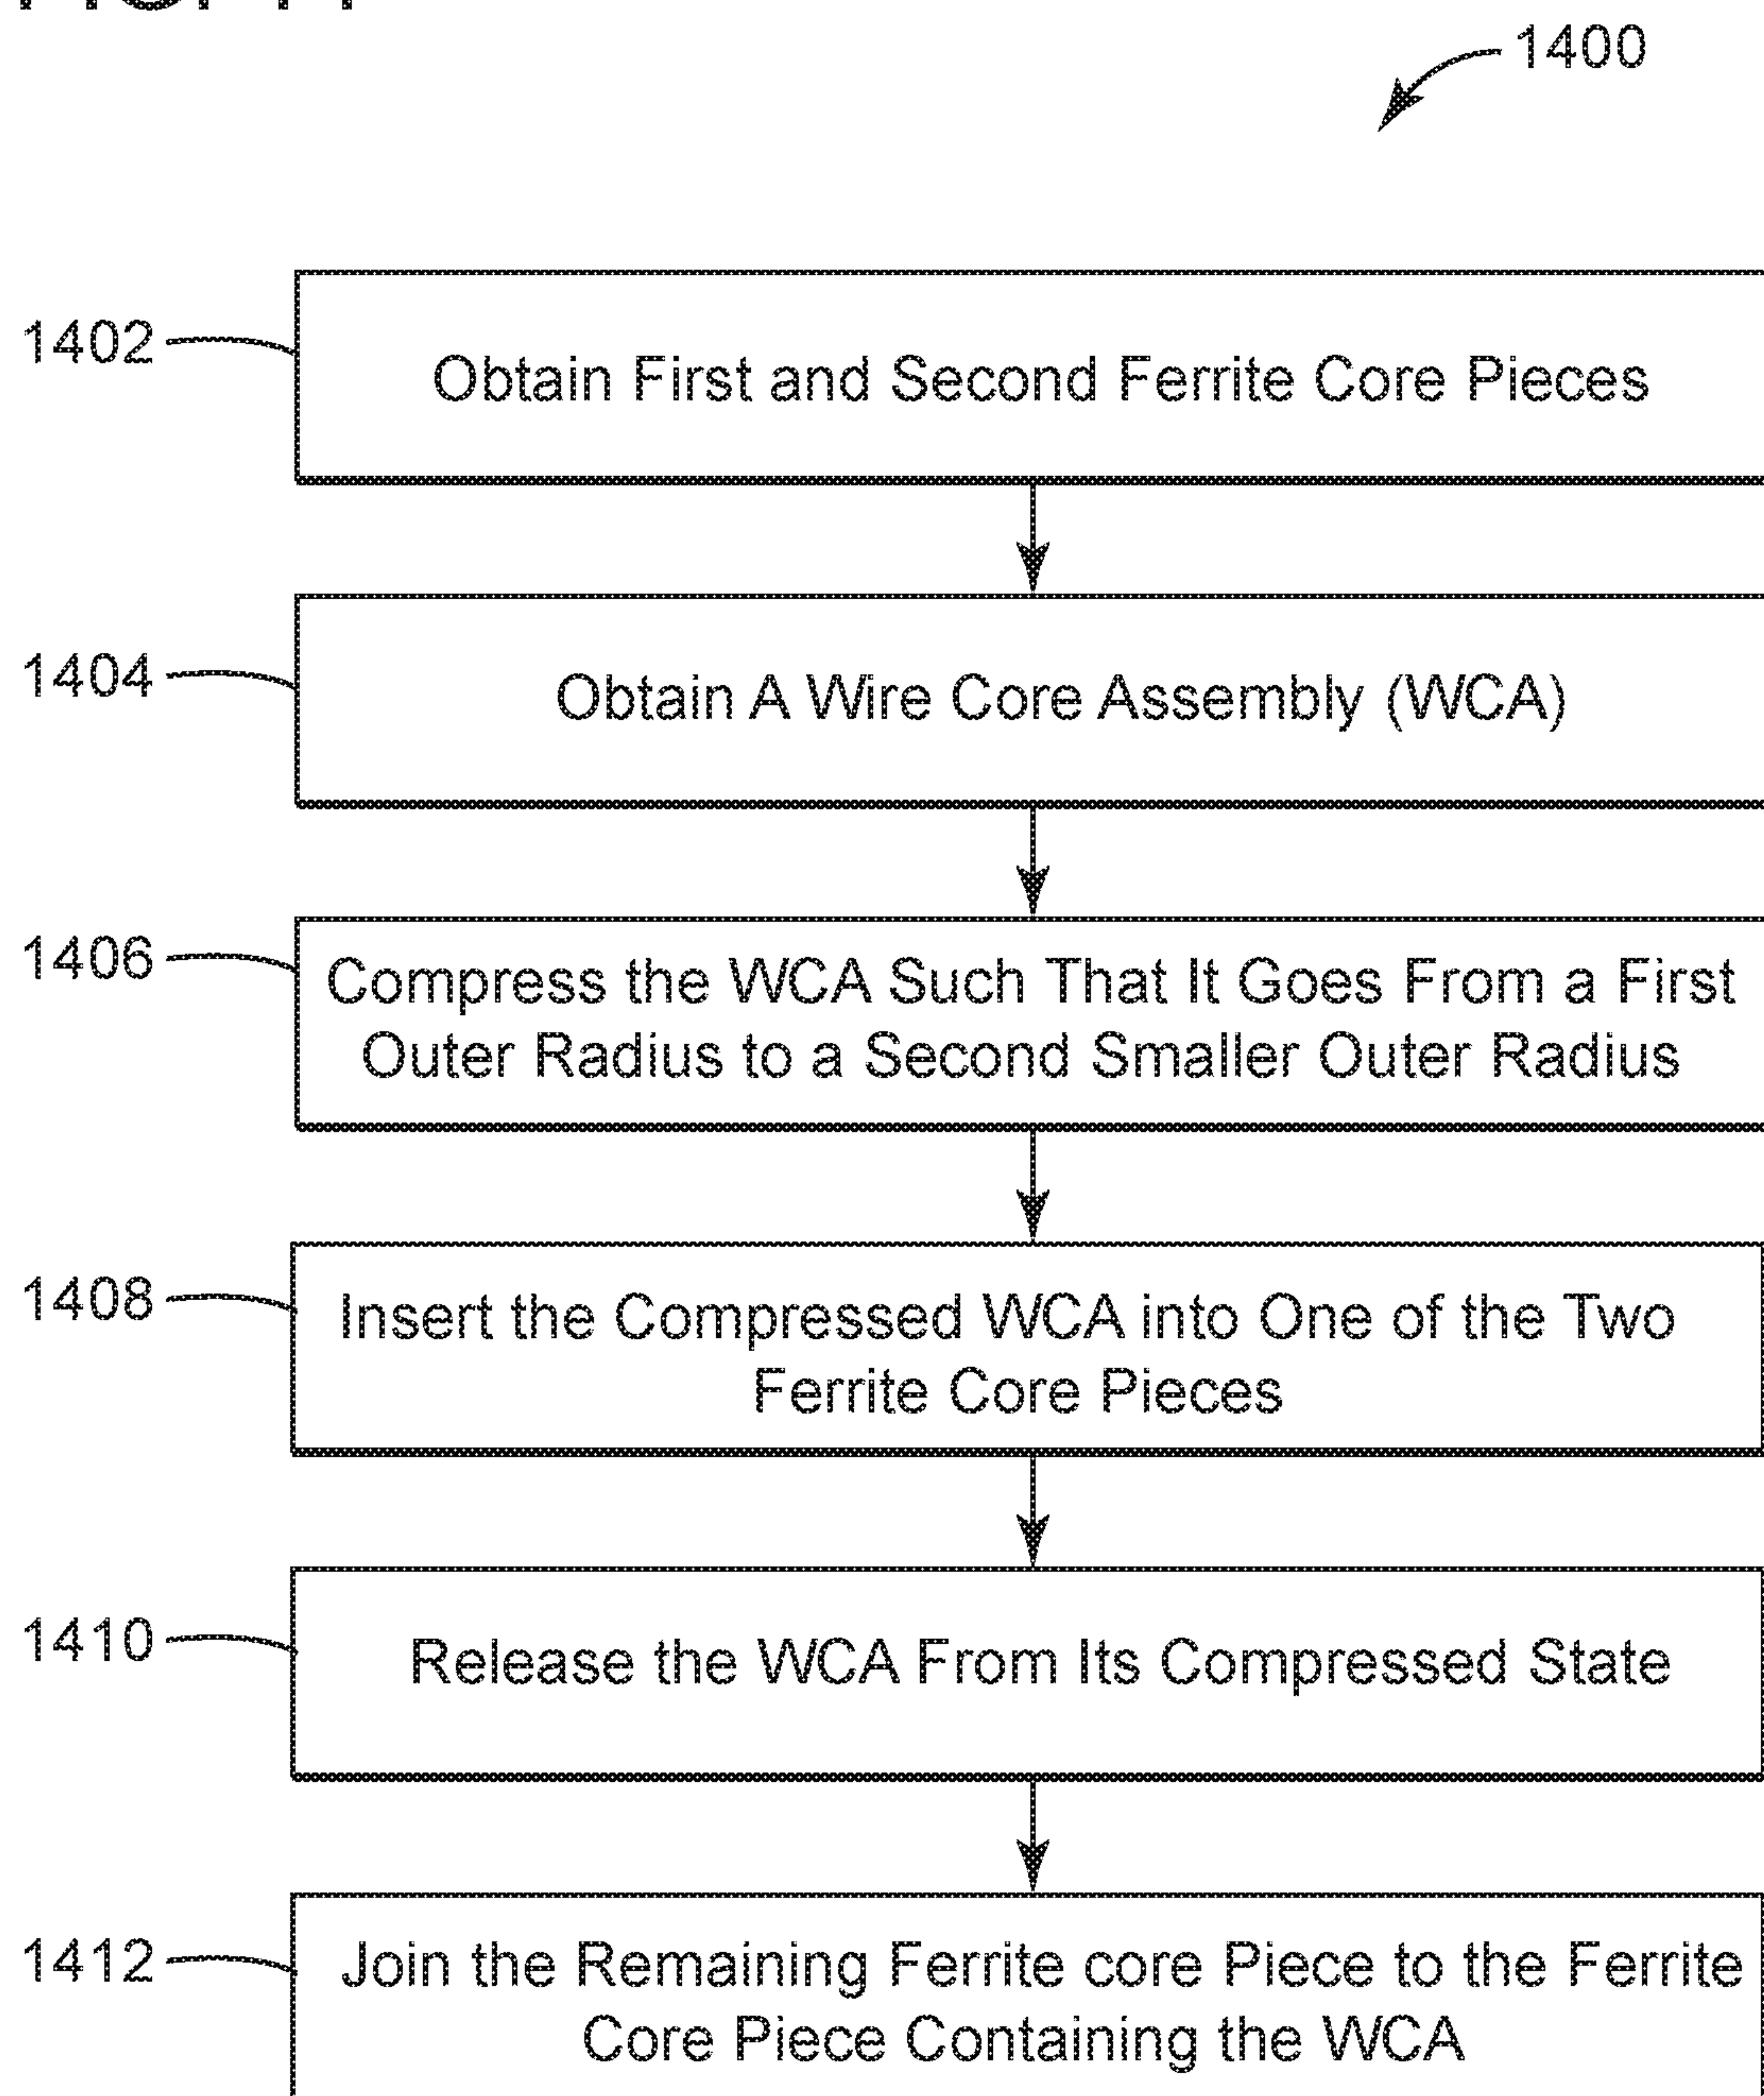 1400
1402
Obtain First and Second Ferrite Core Pieces
1404
Obtain A Wire Core Assembly (WCA)
1406
Compress the WCA Such That It Goes From a First
Outer Radius to a Second Smaller Outer Radius
1408
Insert the Compressed WCA into One of the Two
Ferrite Core Pieces
1410
Release the WCA From Its Compressed State
1412
Join the Remaining Ferrite core Piece to the Ferrite
Core Piece Containing the WCA